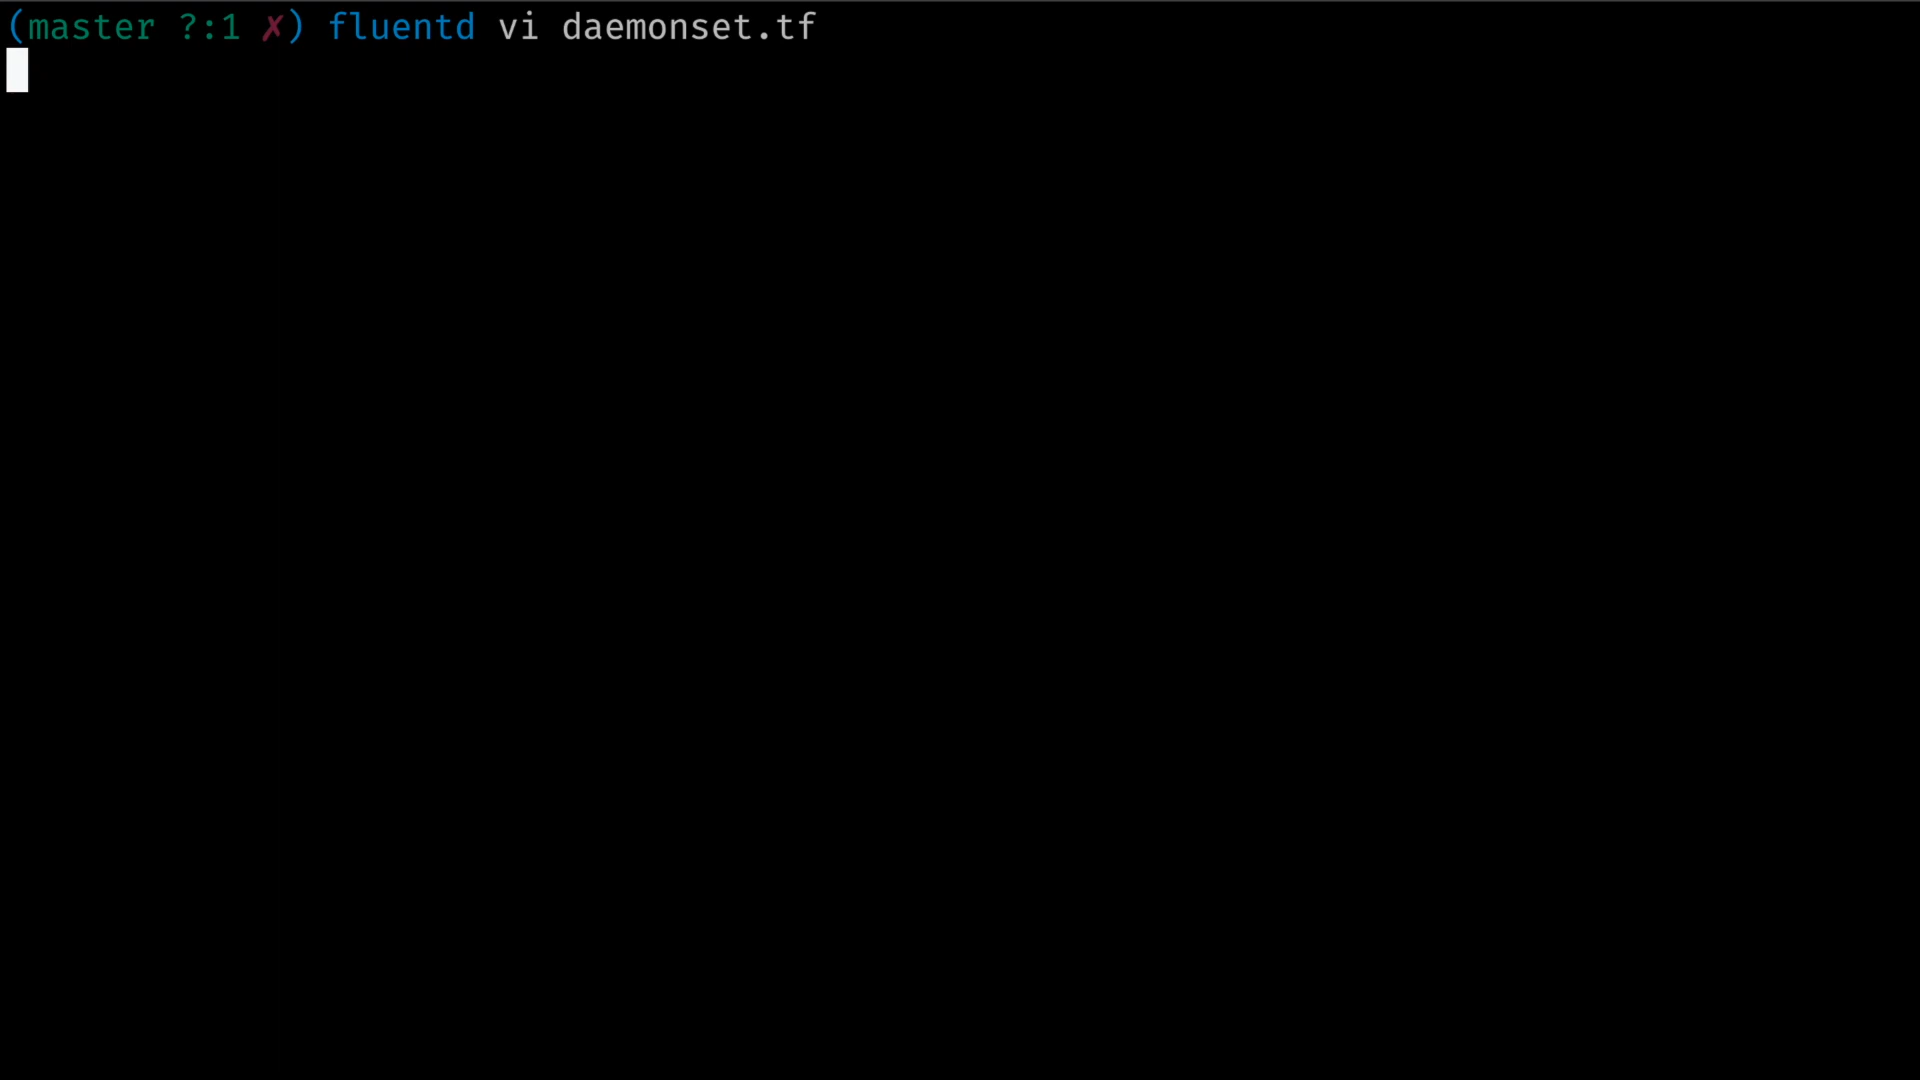 (master ?:1 ✗) fluentd vi daemonset.tf